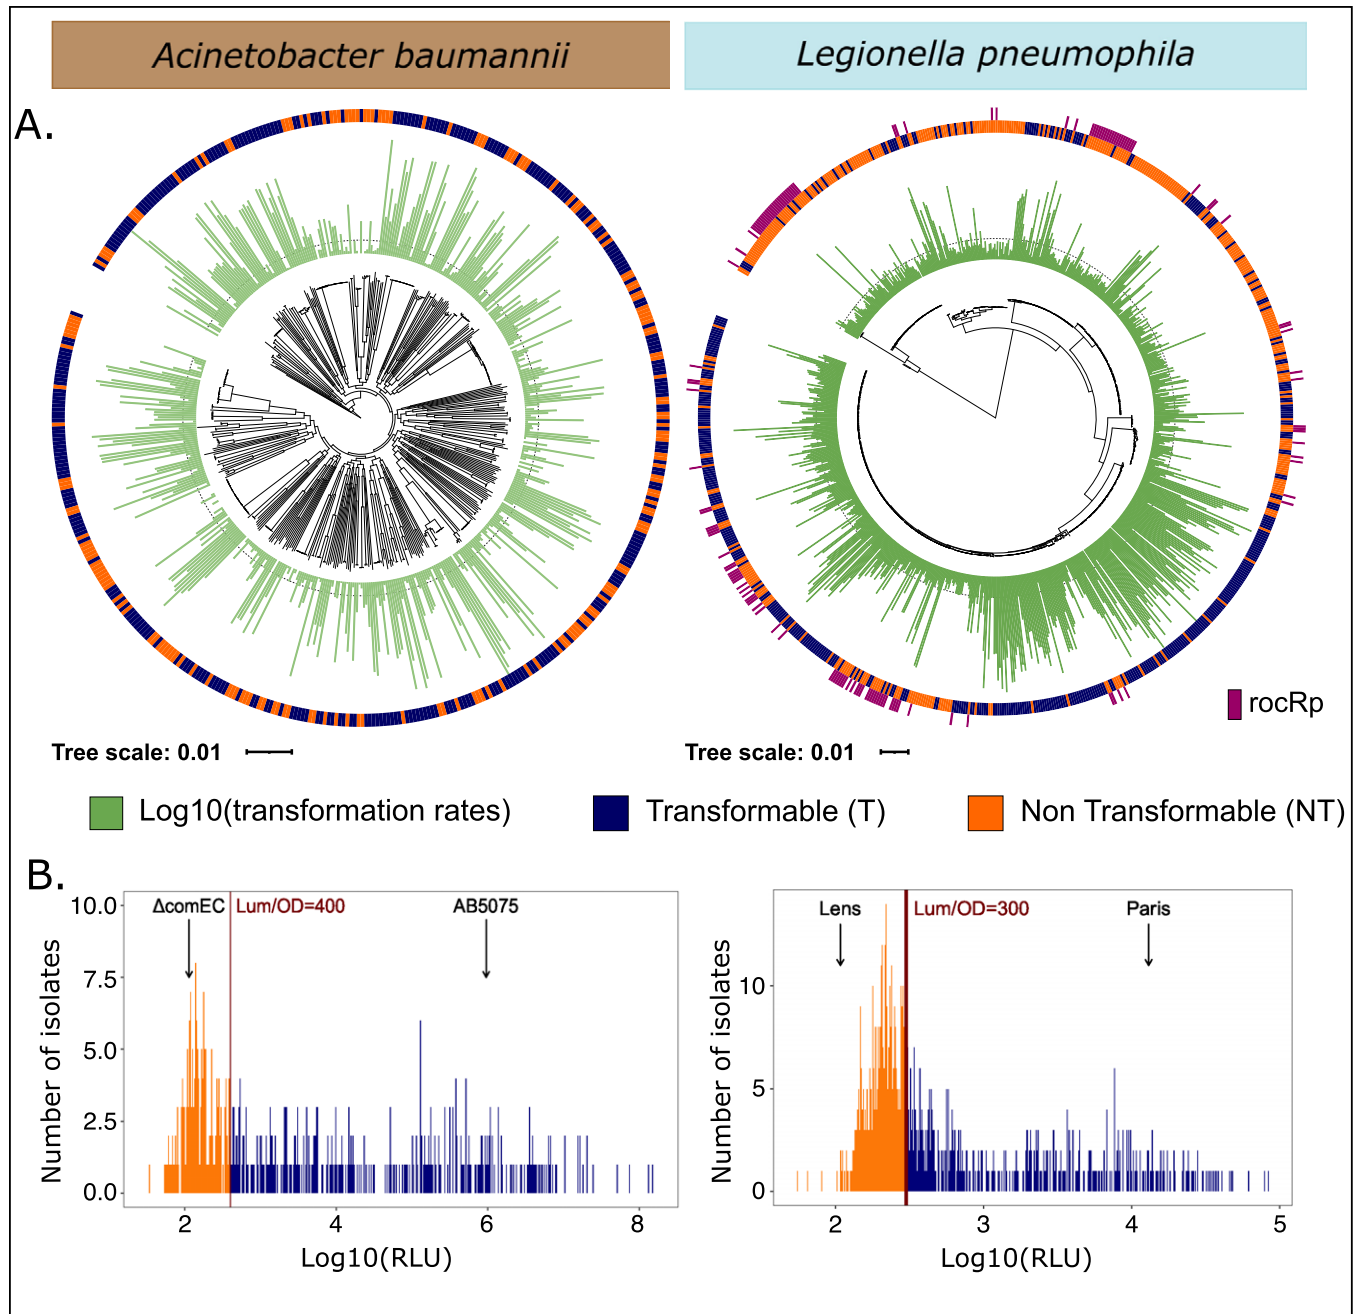 Acinetobacter baumannii
Legionella pneumophila
A.
rocRp
Tree scale: 0.01
Tree scale: 0.01
Log10(transformation rates)
Transformable (T)
Non Transformable (NT)
B.
ΔcomEC
Lum/OD=400
AB5075
Number of isolates
10.0
7.5
5.0
2.5
0.0
2
4
6
8
Log10(RLU)
Lens
Lum/OD=300
Paris
Number of isolates
10
5
0
2
3
4
5
Log10(RLU)